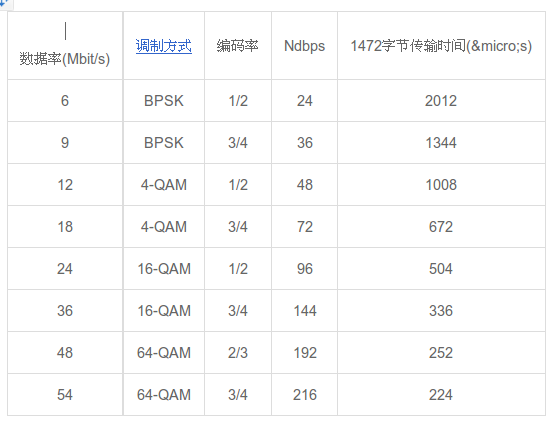 数据率(Mbit/s) 调制方式 编码率 Ndbps 1472字节传输时间(&micro;s)
6 BPSK 1/2 24 2012
9 BPSK 3/4 36 1344
12 4-QAM 1/2 48 1008
18 4-QAM 3/4 72 672
24 16-QAM 1/2 96 504
36 16-QAM 3/4 144 336
48 64-QAM 2/3 192 252
54 64-QAM 3/4 216 224